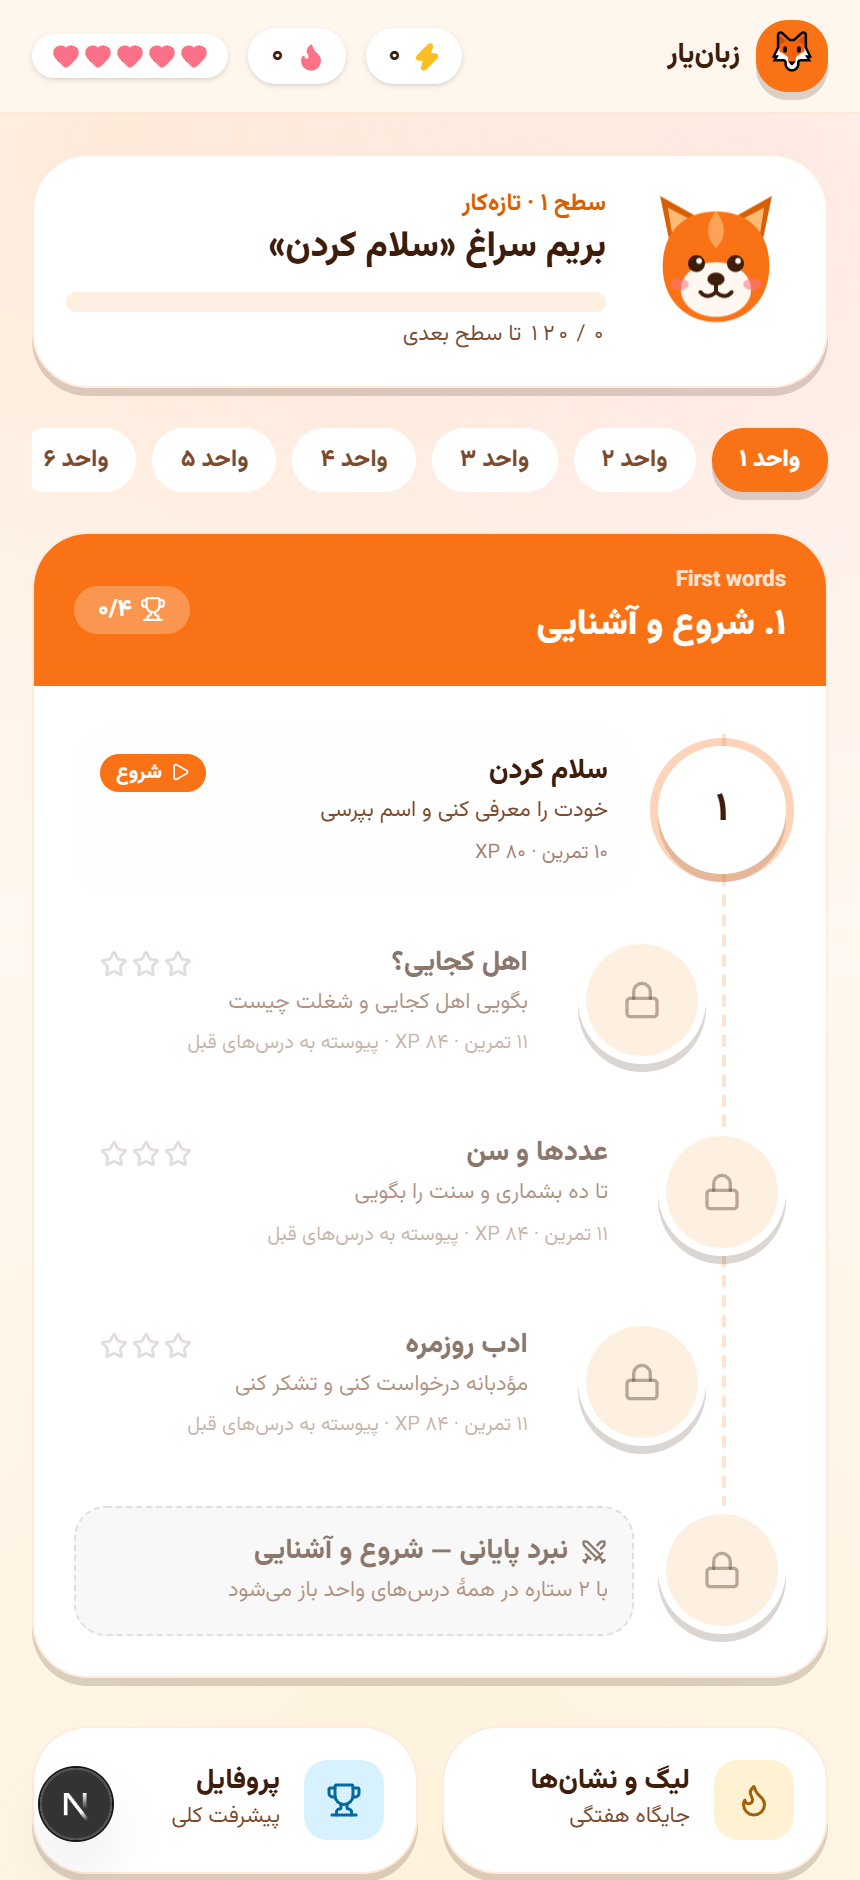 زبان‌یار
۰
۰
سطح ۱ · تازه‌کار
بریم سراغ «سلام کردن»
۰ / ۱۲۰ تا سطح بعدی
واحد ۱
واحد ۲
واحد ۳
واحد ۴
واحد ۵
واحد ۶
First words
۱. شروع و آشنایی
۰/۴
۱
سلام کردن
شروع
خودت را معرفی کنی و اسم بپرسی
۱۰ تمرین · ۸۰ XP
اهل کجایی؟
بگویی اهل کجایی و شغلت چیست
۱۱ تمرین · ۸۴ XP · پیوسته به درس‌های قبل
عددها و سن
تا ده بشماری و سنت را بگویی
۱۱ تمرین · ۸۴ XP · پیوسته به درس‌های قبل
ادب روزمره
مؤدبانه درخواست کنی و تشکر کنی
۱۱ تمرین · ۸۴ XP · پیوسته به درس‌های قبل
نبرد پایانی — شروع و آشنایی
با ۲ ستاره در همهٔ درس‌های واحد باز می‌شود
لیگ و نشان‌ها
جایگاه هفتگی
پروفایل
پیشرفت کلی
N